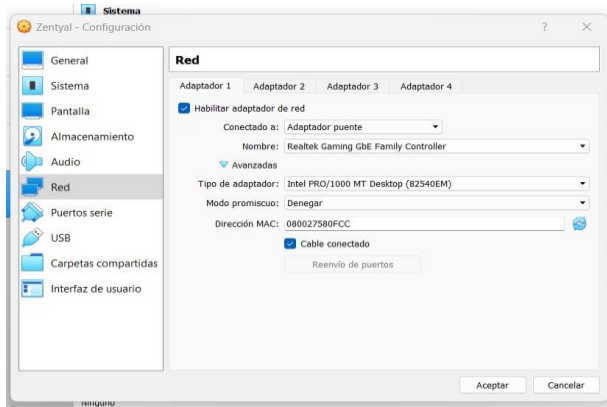 Sistema
Zentyal - Configuración ?
General
Sistema
Pantalla
Almacenamiento
Audio
Red
Puertos serie
USB
Carpetas compartidas
Interfaz de usuario
Red
Adaptador 1 Adaptador 2 Adaptador 3 Adaptador 4
Habilitar adaptador de red
Conectado a: Adaptador puente
Nombre: Realtek Gaming GbE Family Controller
Avanzadas
Tipo de adaptador: Intel PRO/1000 MT Desktop (82540EM)
Modo promiscuo: Denegar
Dirección MAC: 080027580FCC
Cable conectado
Reenvío de puertos
Aceptar Cancelar
Ninguno